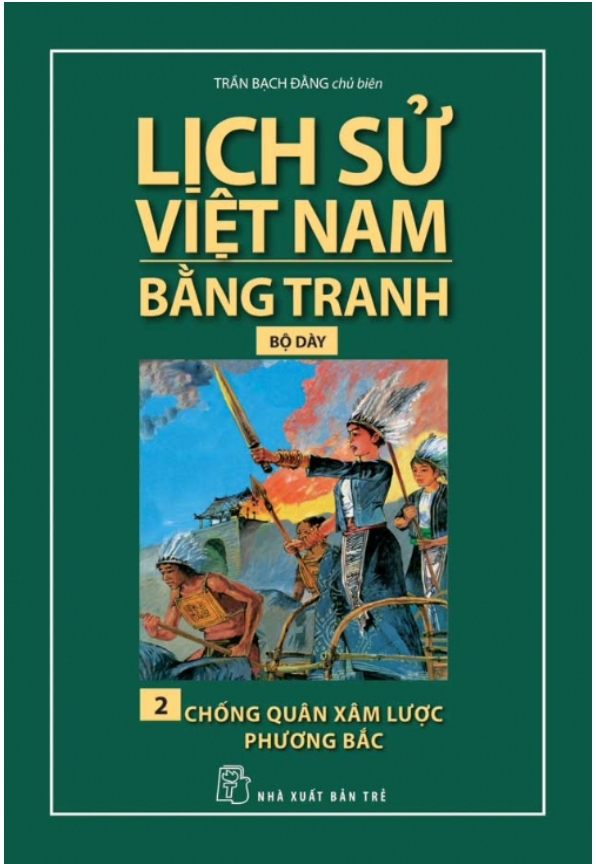 TRẦN BẠCH ĐẰNG chủ biên
LỊCH SỬ
VIỆT NAM
BẰNG TRANH
BỘ DÀY
2 CHỐNG QUÂN XÂM LƯỢC
PHƯƠNG BẮC
NHÀ XUẤT BẢN TRẺ